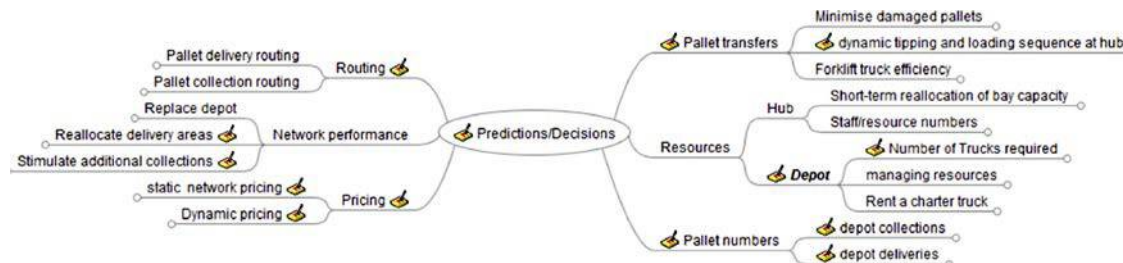 Predictions/Decisions
Routing
Pallet delivery routing
Pallet collection routing
Network performance
Replace depot
Reallocate delivery areas
Stimulate additional collections
Pricing
static network pricing
Dynamic pricing
Pallet transfers
Minimise damaged pallets
dynamic tipping and loading sequence at hub
Forklift truck efficiency
Resources
Hub
Short-term reallocation of bay capacity
Staff/resource numbers
Depot
Number of Trucks required
managing resources
Rent a charter truck
Pallet numbers
depot collections
depot deliveries